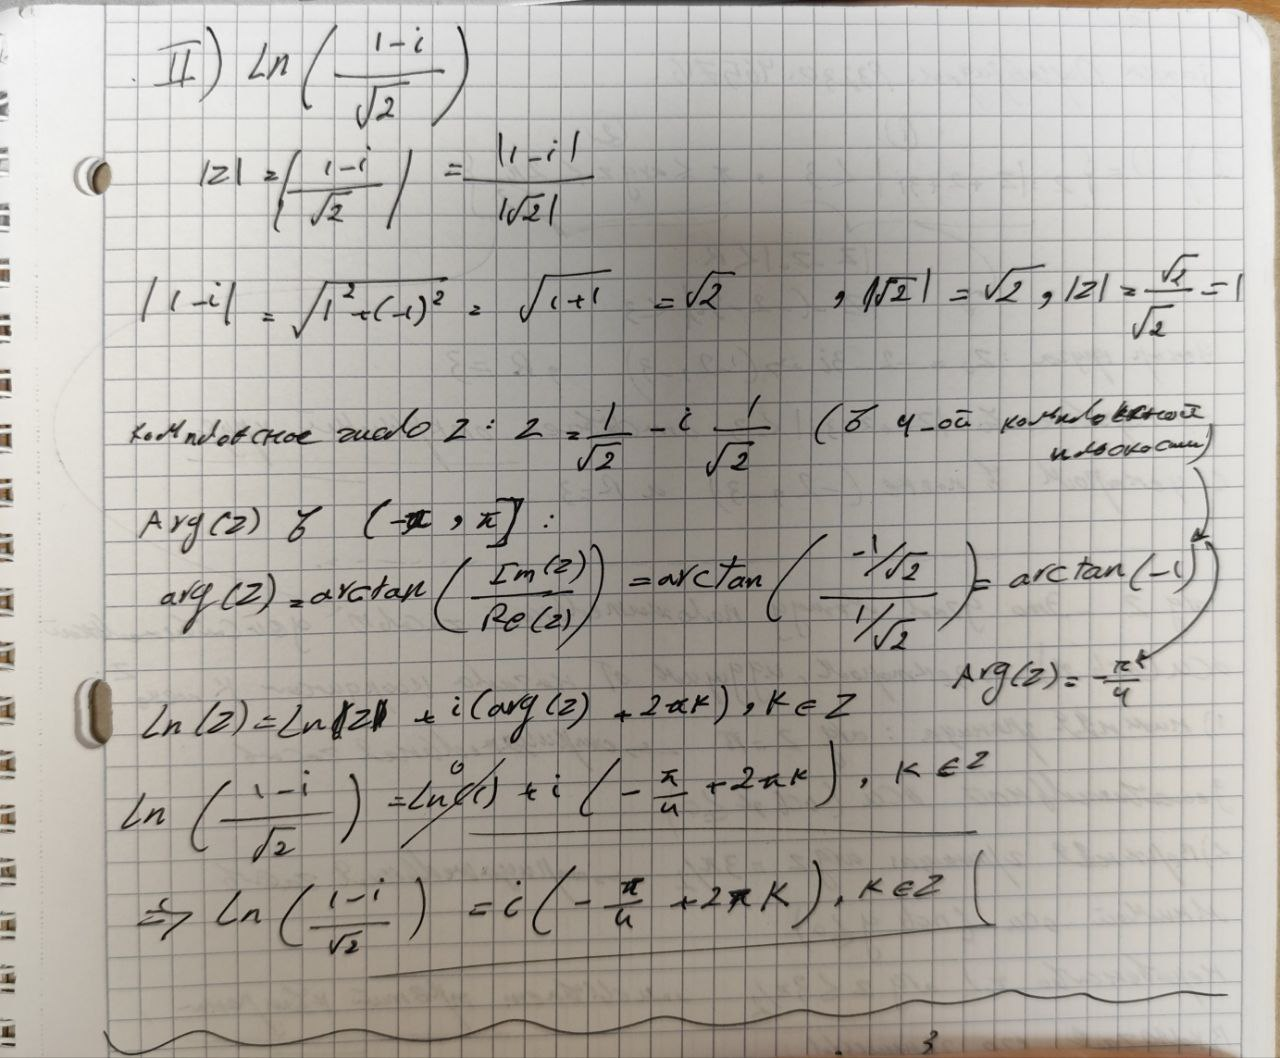 II) Ln((1-i)/√2)
|z| = |(1-i)/√2| = |1-i|/|√2|
|1-i| = √(1²+(-1)²) = √(1+1) = √2 , |√2| = √2 , |z| = √2/√2 = 1
комплексное число z : z = 1/√2 - i 1/√2 (в 4-ой комплексной плоскости)
Arg(z) в (-π, π] :
arg(z) = arctan(Im(z)/Re(z)) = arctan((-1/√2)/(1/√2)) = arctan(-1)
Arg(z) = -π/4
Ln(z) = Ln|z| + i(arg(z) + 2πk), k ∈ Z
Ln((1-i)/√2) = Ln(1) 0 + i(-π/4 + 2πk), k ∈ Z
⇒ Ln((1-i)/√2) = i(-π/4 + 2πk), k ∈ Z
3